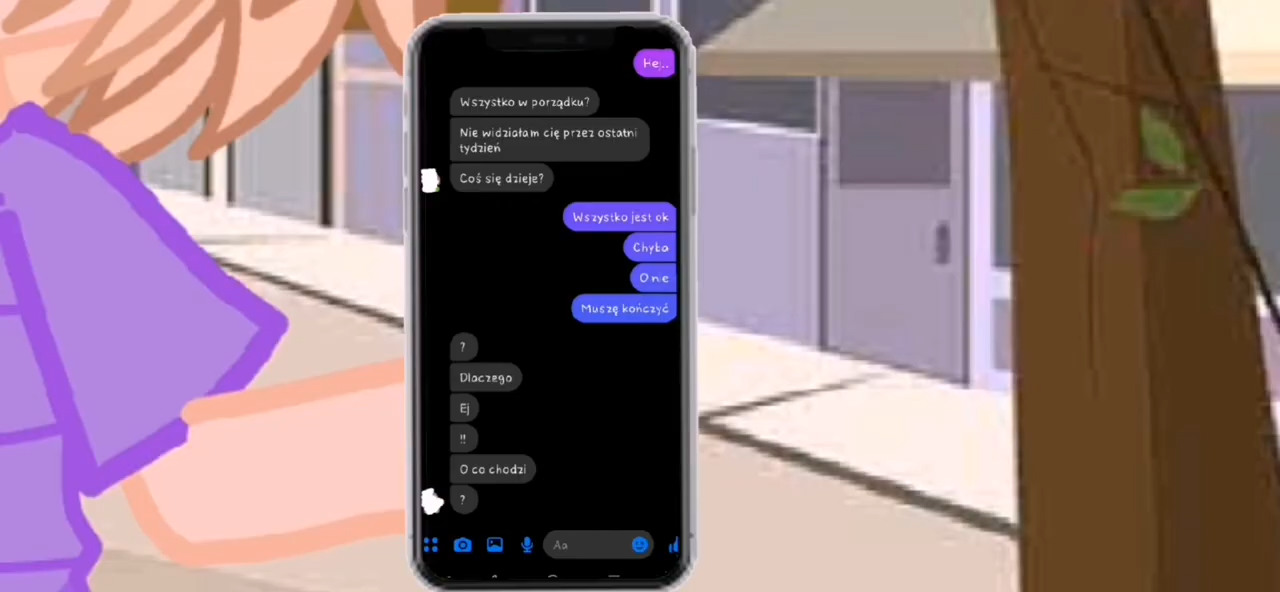 Hej..
Wszystko w porządku?
Nie widziałam cię przez ostatni
tydzień
Coś się dzieje?
Wszystko jest ok
Chyba
O nie
Muszę kończyć
?
Dlaczego
Ej
!!
O co chodzi
?
Aa